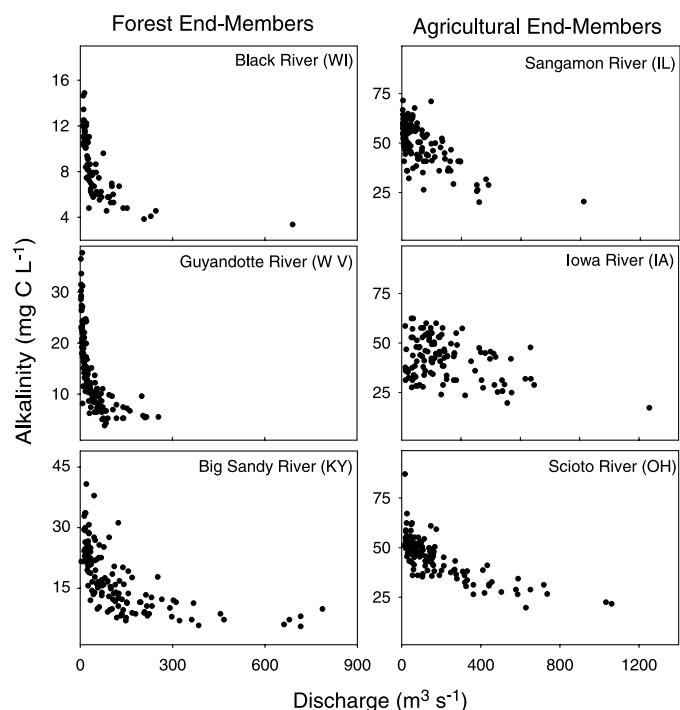 Forest End-Members
Agricultural End-Members
Black River (WI)
16
12
8
4
Sangamon River (IL)
75
50
25
Guyandotte River (W V)
30
20
10
Iowa River (IA)
75
50
25
Big Sandy River (KY)
45
30
15
0 300 600 900
Scioto River (OH)
75
50
25
0 400 800 1200
Alkalinity (mg C L⁻¹)
Discharge (m³ s⁻¹)